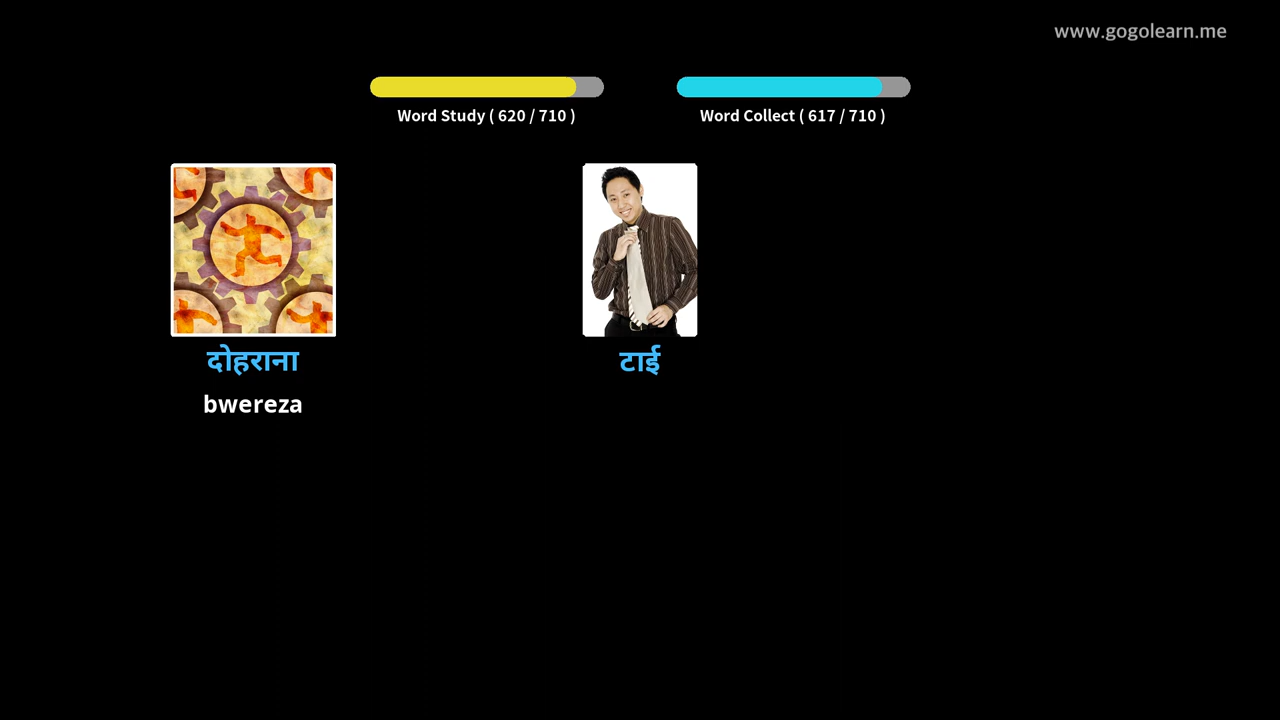 www.gogolearn.me
Word Study ( 620 / 710 )
Word Collect ( 617 / 710 )
दोहराना
टाई
bwereza